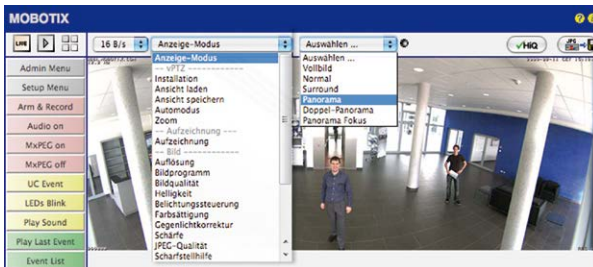 MOBOTIX
LIVE
16 B/s
Anzeige-Modus
Auswählen ...
HiQ
JPG
Admin Menu
Setup Menu
Arm & Record
Audio on
MxPEG on
MxPEG off
UC Event
LEDs Blink
Play Sound
Play Last Event
Event List
Anzeige-Modus
-- vPTZ ------------
Installation
Ansicht laden
Ansicht speichern
Automodus
Zoom
-- Aufzeichnung ---
Aufzeichnung
-- Bild ------------
Auflösung
Bildprogramm
Bildqualität
Helligkeit
Belichtungssteuerung
Farbsättigung
Gegenlichtkorrektur
Schärfe
JPEG-Qualität
Scharfstellhilfe
Auswählen ...
Vollbild
Normal
Surround
Panorama
Doppel-Panorama
Panorama Fokus